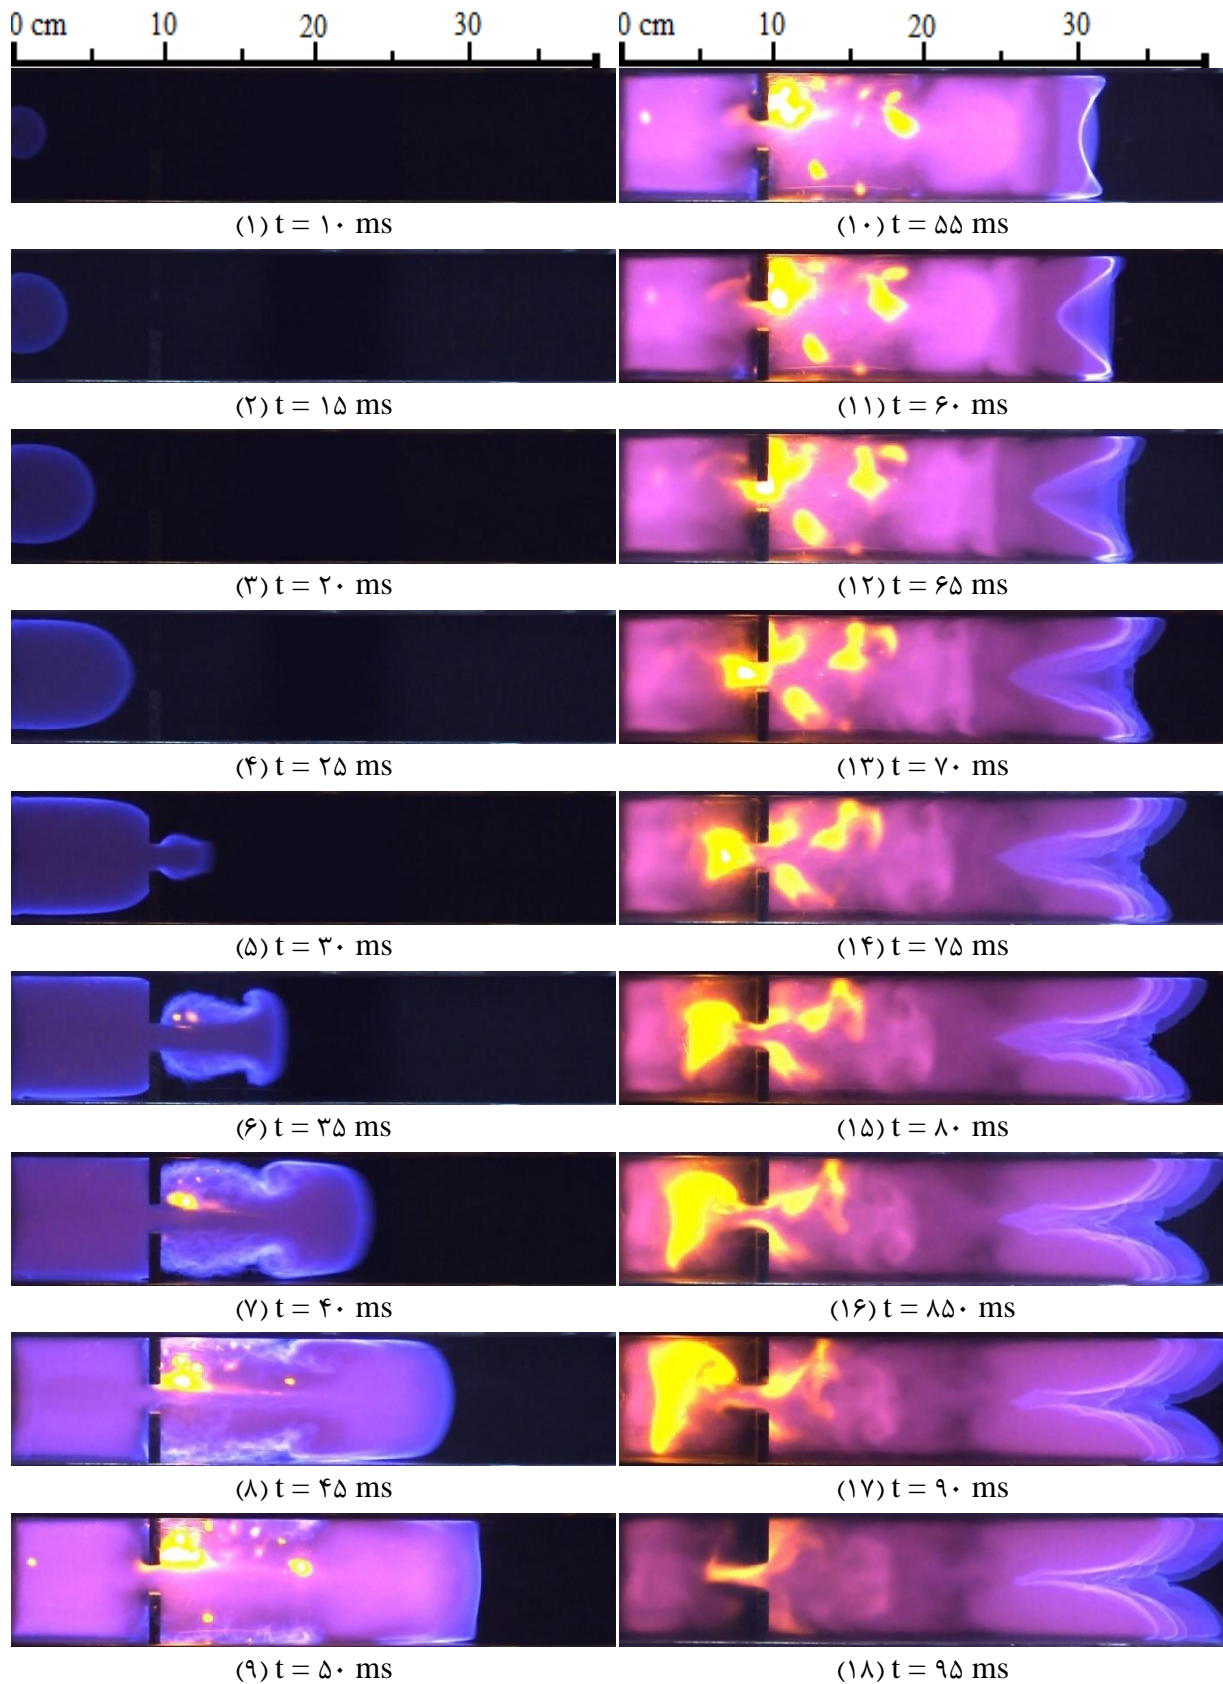 0 cm 10 20 30
(۱) t = ۱۰ ms
(۲) t = ۱۵ ms
(۳) t = ۲۰ ms
(۴) t = ۲۵ ms
(۵) t = ۳۰ ms
(۶) t = ۳۵ ms
(۷) t = ۴۰ ms
(۸) t = ۴۵ ms
(۹) t = ۵۰ ms
0 cm 10 20 30
(۱۰) t = ۵۵ ms
(۱۱) t = ۶۰ ms
(۱۲) t = ۶۵ ms
(۱۳) t = ۷۰ ms
(۱۴) t = ۷۵ ms
(۱۵) t = ۸۰ ms
(۱۶) t = ۸۵۰ ms
(۱۷) t = ۹۰ ms
(۱۸) t = ۹۵ ms